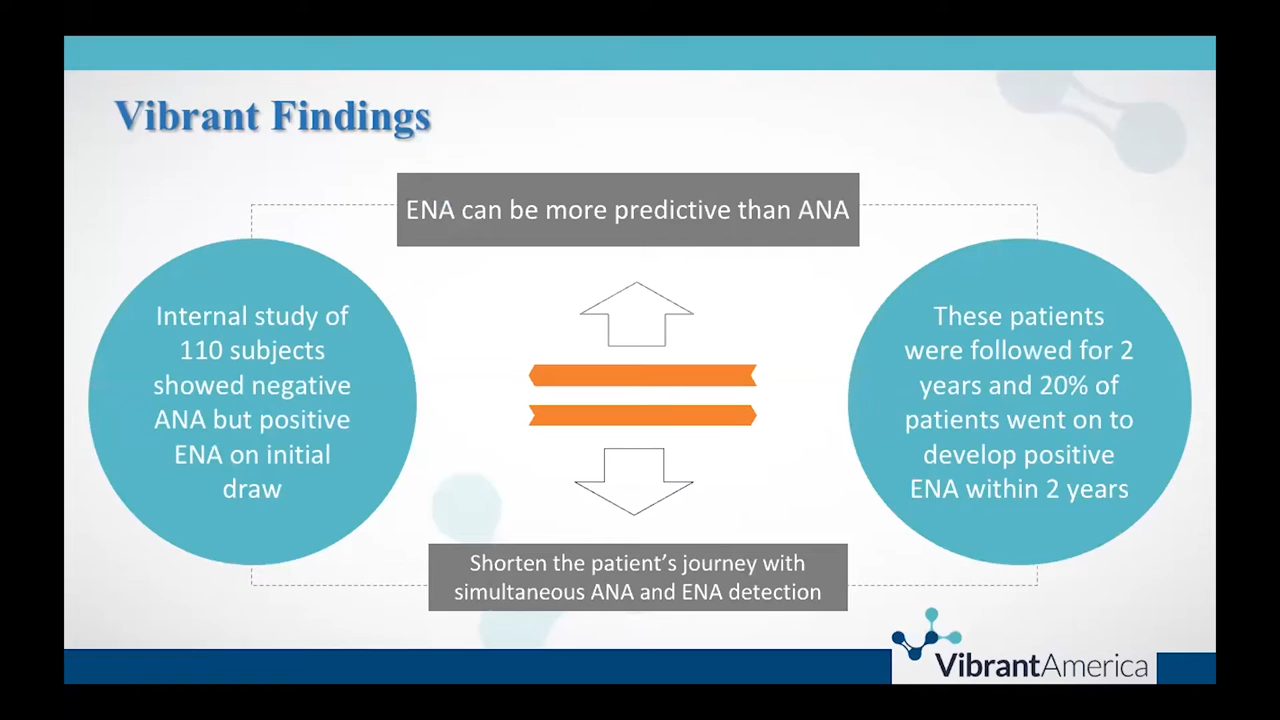 Vibrant Findings
ENA can be more predictive than ANA
Internal study of
110 subjects
showed negative
ANA but positive
ENA on initial
draw
These patients
were followed for 2
years and 20% of
patients went on to
develop positive
ENA within 2 years
Shorten the patient’s journey with
simultaneous ANA and ENA detection
VibrantAmerica